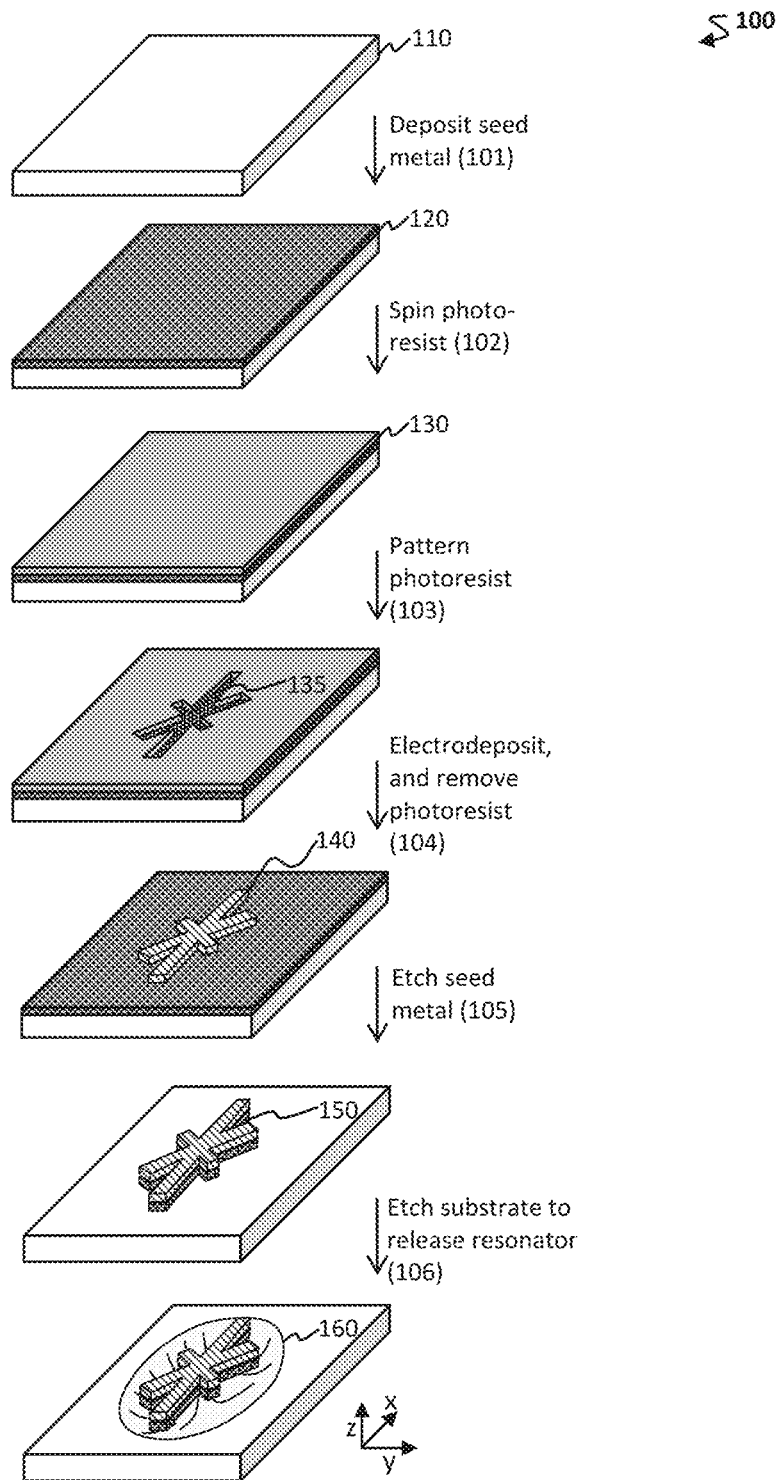 100
110
Deposit seed
metal (101)
120
Spin photo-
resist (102)
130
Pattern
photoresist
(103)
135
Electrodeposit,
and remove
photoresist
(104)
140
Etch seed
metal (105)
150
Etch substrate to
release resonator
(106)
160
x
z
y